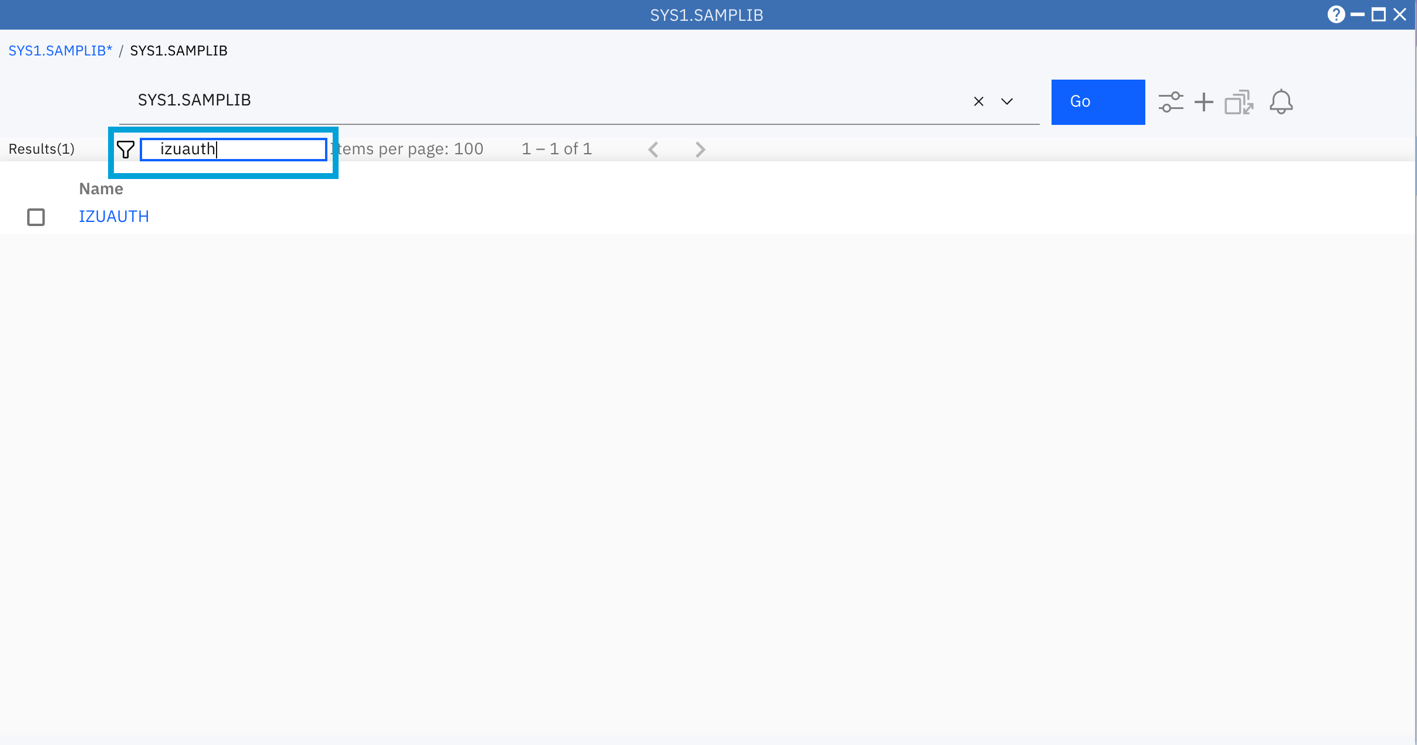 SYS1.SAMPLIB
SYS1.SAMPLIB* / SYS1.SAMPLIB
SYS1.SAMPLIB
Go
Results(1) izuauth tems per page: 100 1 – 1 of 1
Name
IZUAUTH